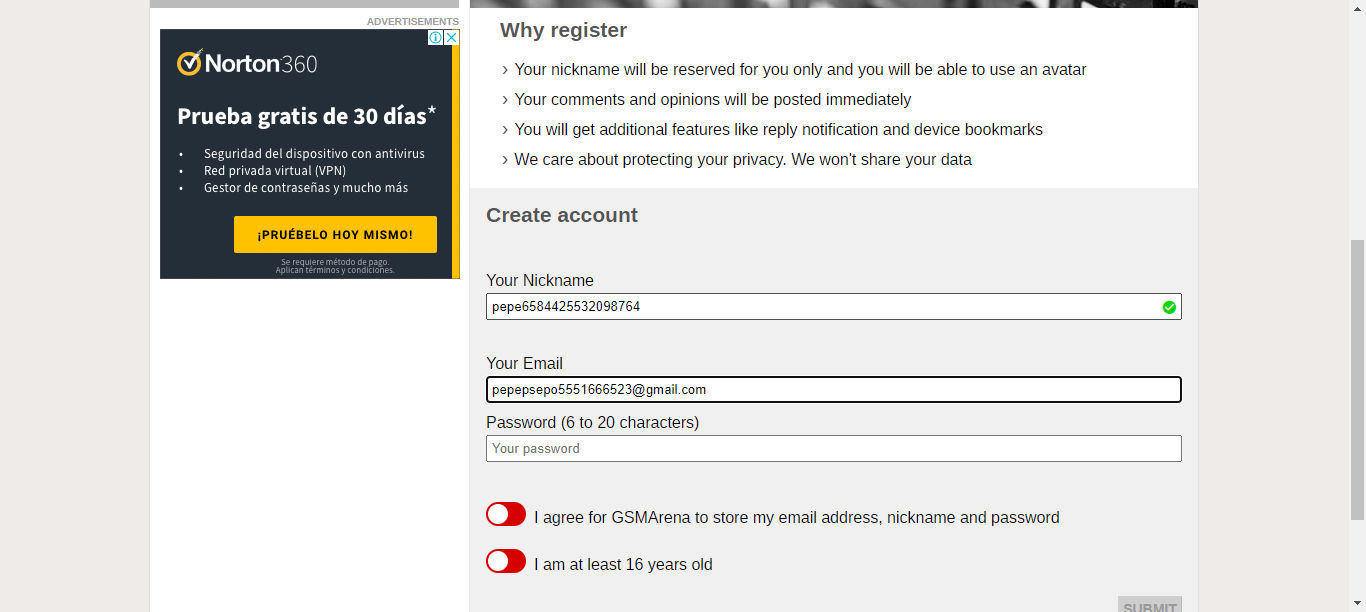 ADVERTISEMENTS
Norton360
Prueba gratis de 30 días*
• Seguridad del dispositivo con antivirus
• Red privada virtual (VPN)
• Gestor de contraseñas y mucho más
¡PRUÉBELO HOY MISMO!
Se requiere método de pago.
Aplican términos y condiciones.
Why register
› Your nickname will be reserved for you only and you will be able to use an avatar
› Your comments and opinions will be posted immediately
› You will get additional features like reply notification and device bookmarks
› We care about protecting your privacy. We won't share your data
Create account
Your Nickname
pepe6584425532098764
Your Email
pepepsepo5551666523@gmail.com
Password (6 to 20 characters)
Your password
I agree for GSMArena to store my email address, nickname and password
I am at least 16 years old
SUBMIT